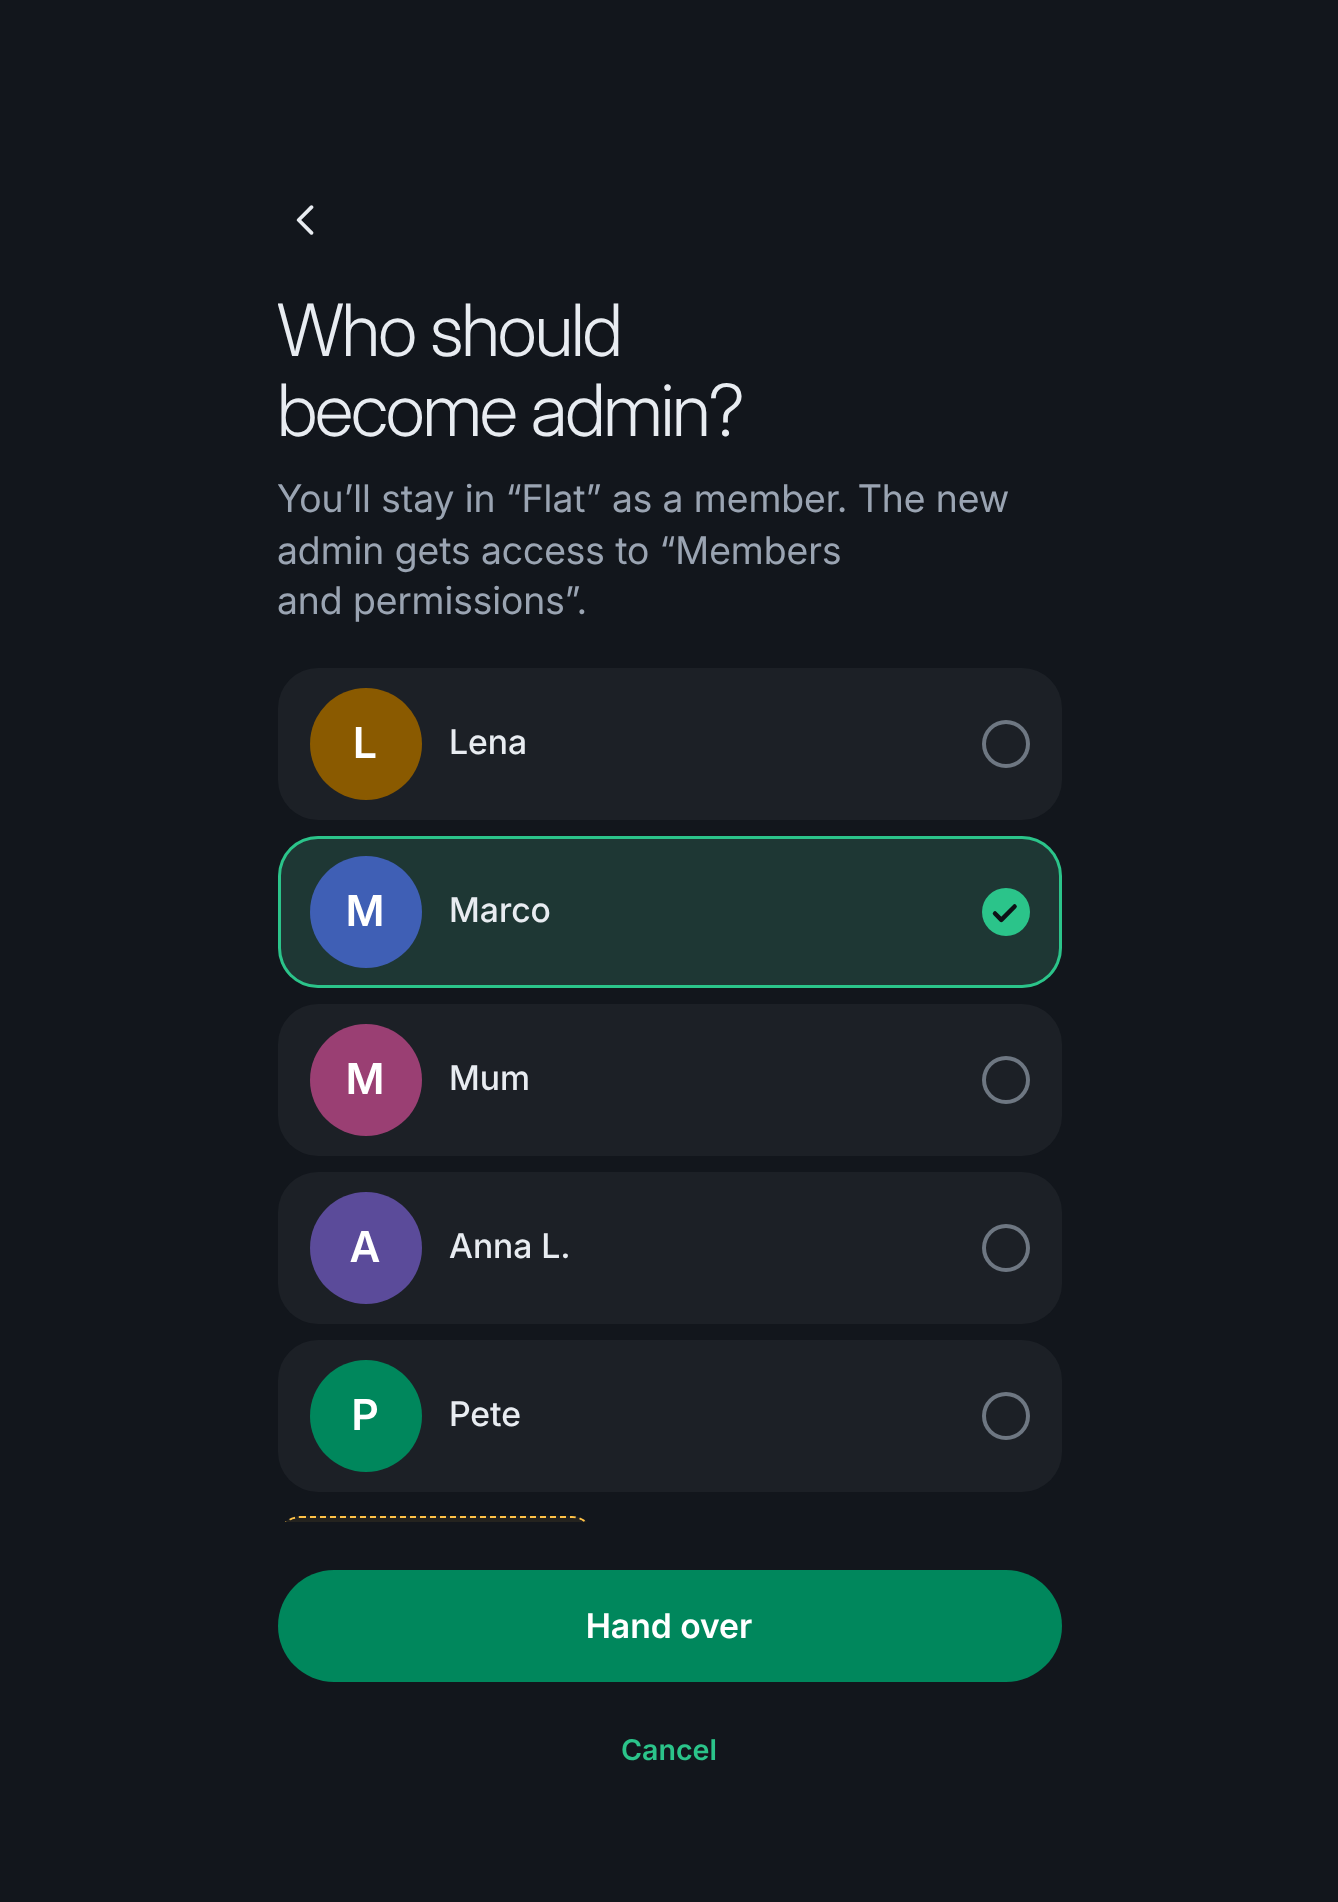 Who should
become admin?
You’ll stay in “Flat” as a member. The new
admin gets access to “Members
and permissions”.
L Lena
M Marco
M Mum
A Anna L.
P Pete
Hand over
Cancel